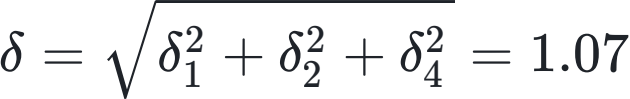 δ = √(δ₁² + δ₂² + δ₄²) = 1.07